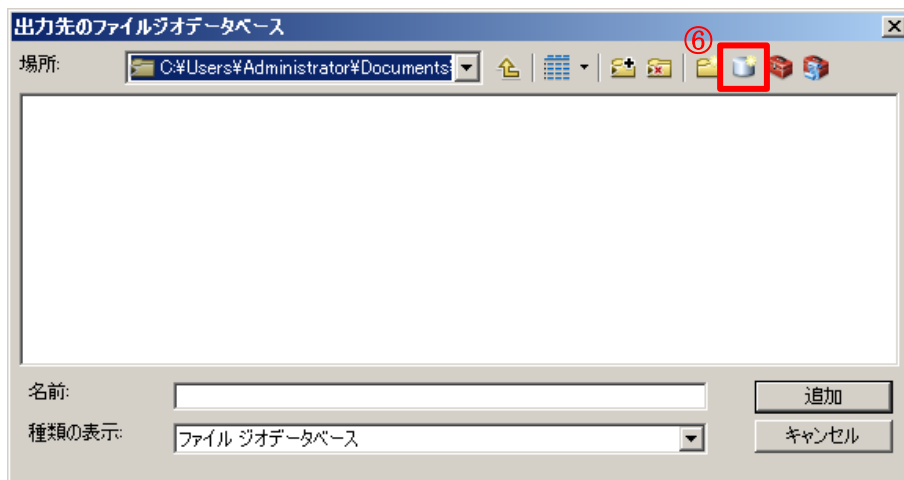 出力先のファイルジオデータベース
⑥
場所: C:¥Users¥Administrator¥Documents
名前:
追加
種類の表示: ファイル ジオデータベース
キャンセル